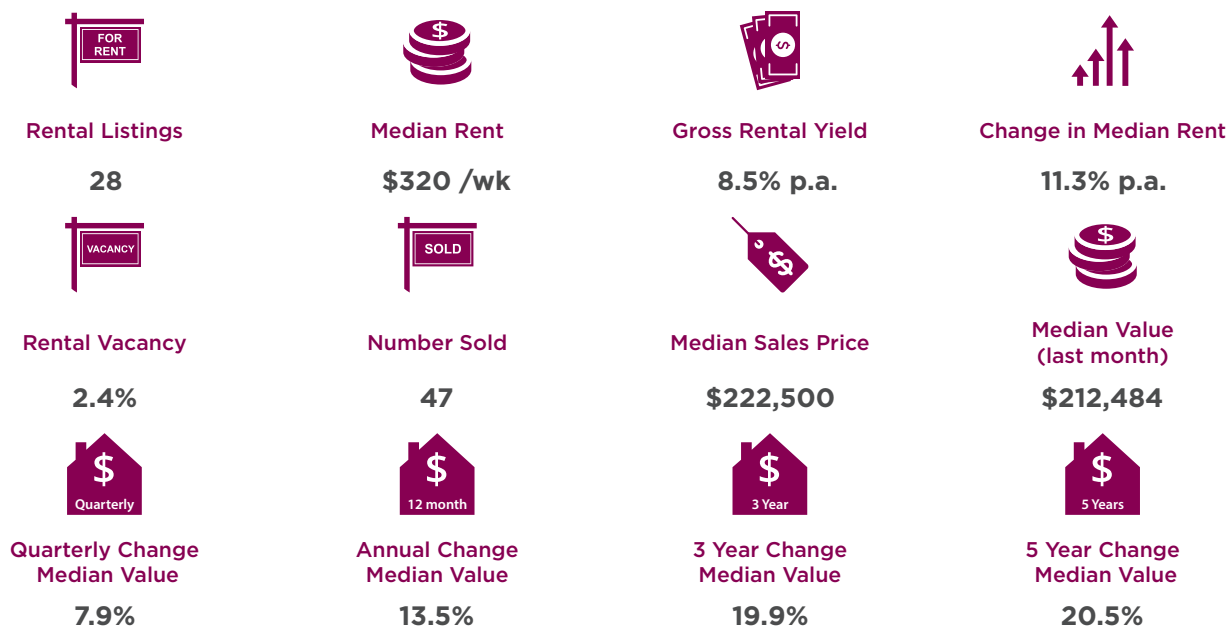 FOR
RENT
$
$
Rental Listings
Median Rent
Gross Rental Yield
Change in Median Rent
28
$320 /wk
8.5% p.a.
11.3% p.a.
VACANCY
SOLD
$
$
Rental Vacancy
Number Sold
Median Sales Price
Median Value
(last month)
2.4%
47
$222,500
$212,484
$
Quarterly
$
12 month
$
3 Year
$
5 Years
Quarterly Change
Median Value
Annual Change
Median Value
3 Year Change
Median Value
5 Year Change
Median Value
7.9%
13.5%
19.9%
20.5%